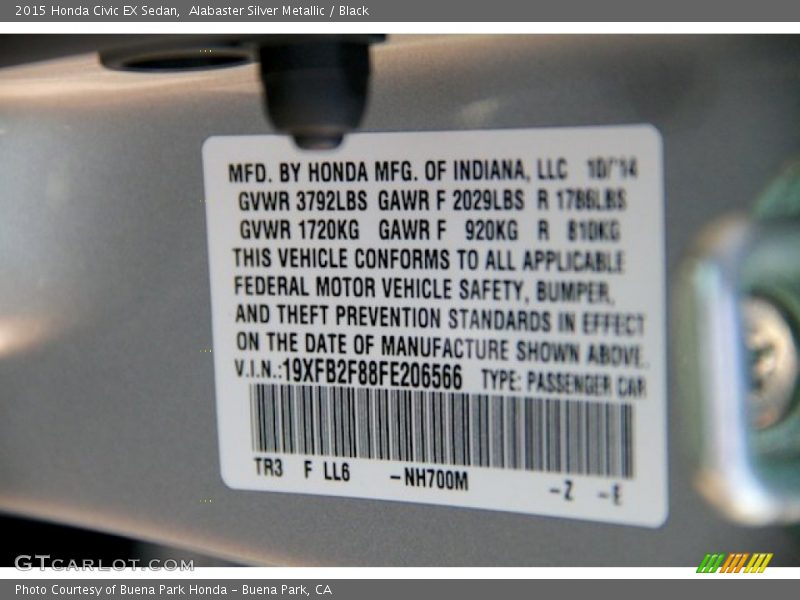 2015 Honda Civic EX Sedan,  Alabaster Silver Metallic / Black
MFD. BY HONDA MFG. OF INDIANA, LLC 10/14
GVWR 3792LBS GAWR F 2029LBS R 1786LBS
GVWR 1720KG GAWR F 920KG R 810KG
THIS VEHICLE CONFORMS TO ALL APPLICABLE
FEDERAL MOTOR VEHICLE SAFETY, BUMPER,
AND THEFT PREVENTION STANDARDS IN EFFECT
ON THE DATE OF MANUFACTURE SHOWN ABOVE.
V.I.N.:19XFB2F88FE206566 TYPE: PASSENGER CAR
TR3 F LL6 -NH700M -Z -E
GTCARLOT.COM
Photo Courtesy of Buena Park Honda - Buena Park, CA